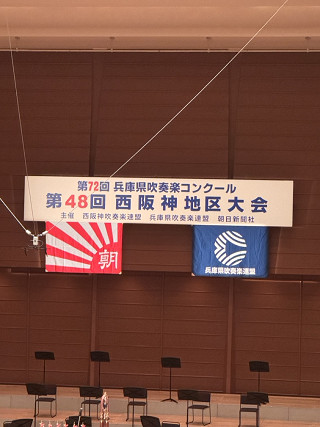 第72回 兵庫県吹奏楽コンクール
第48回 西阪神地区大会
主催 西阪神吹奏楽連盟 兵庫県吹奏楽連盟 朝日新聞社
朝
兵庫県吹奏楽連盟